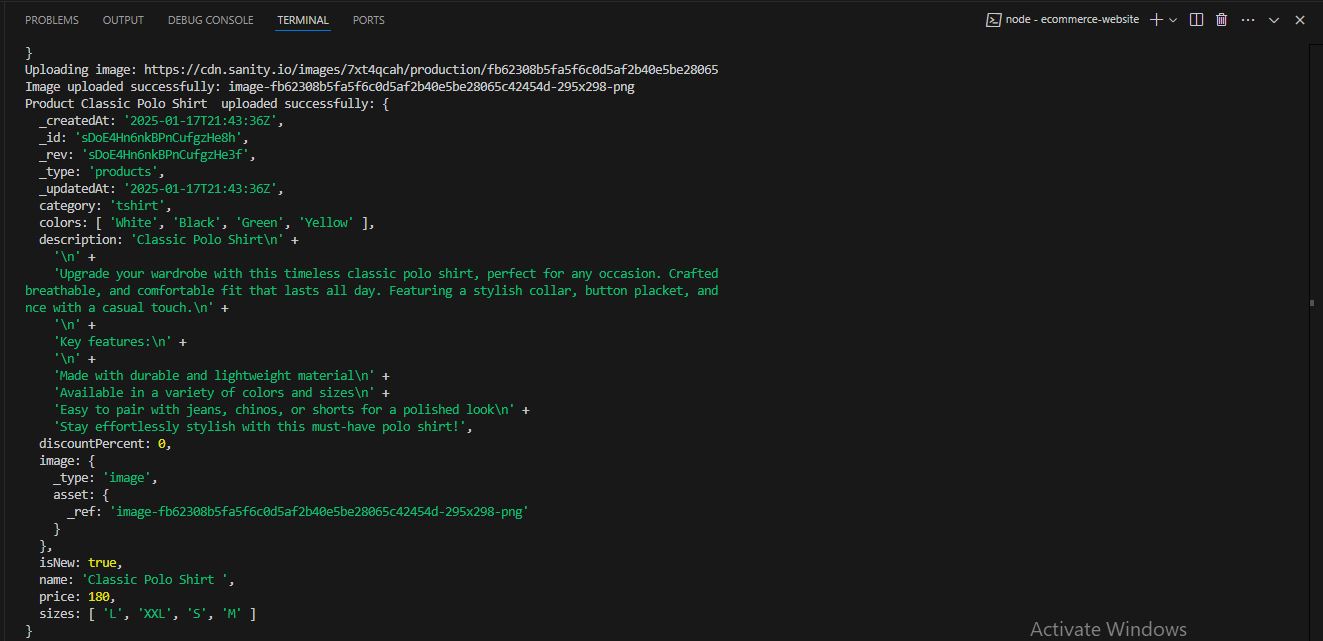 PROBLEMS OUTPUT DEBUG CONSOLE TERMINAL PORTS node - ecommerce-website
}
Uploading image: https://cdn.sanity.io/images/7xt4qcah/production/fb62308b5fa5f6c0d5af2b40e5be28065
Image uploaded successfully: image-fb62308b5fa5f6c0d5af2b40e5be28065c42454d-295x298-png
Product Classic Polo Shirt  uploaded successfully: {
  _createdAt: '2025-01-17T21:43:36Z',
  _id: 'sDoE4Hn6nkBPnCufgzHe8h',
  _rev: 'sDoE4Hn6nkBPnCufgzHe3f',
  _type: 'products',
  _updatedAt: '2025-01-17T21:43:36Z',
  category: 'tshirt',
  colors: [ 'White', 'Black', 'Green', 'Yellow' ],
  description: 'Classic Polo Shirt\n' +
    '\n' +
    'Upgrade your wardrobe with this timeless classic polo shirt, perfect for any occasion. Crafted
breathable, and comfortable fit that lasts all day. Featuring a stylish collar, button placket, and
nce with a casual touch.\n' +
    '\n' +
    'Key features:\n' +
    '\n' +
    'Made with durable and lightweight material\n' +
    'Available in a variety of colors and sizes\n' +
    'Easy to pair with jeans, chinos, or shorts for a polished look\n' +
    'Stay effortlessly stylish with this must-have polo shirt!',
  discountPercent: 0,
  image: {
    _type: 'image',
    asset: {
      _ref: 'image-fb62308b5fa5f6c0d5af2b40e5be28065c42454d-295x298-png'
    }
  },
  isNew: true,
  name: 'Classic Polo Shirt ',
  price: 180,
  sizes: [ 'L', 'XXL', 'S', 'M' ]
}
Activate Windows